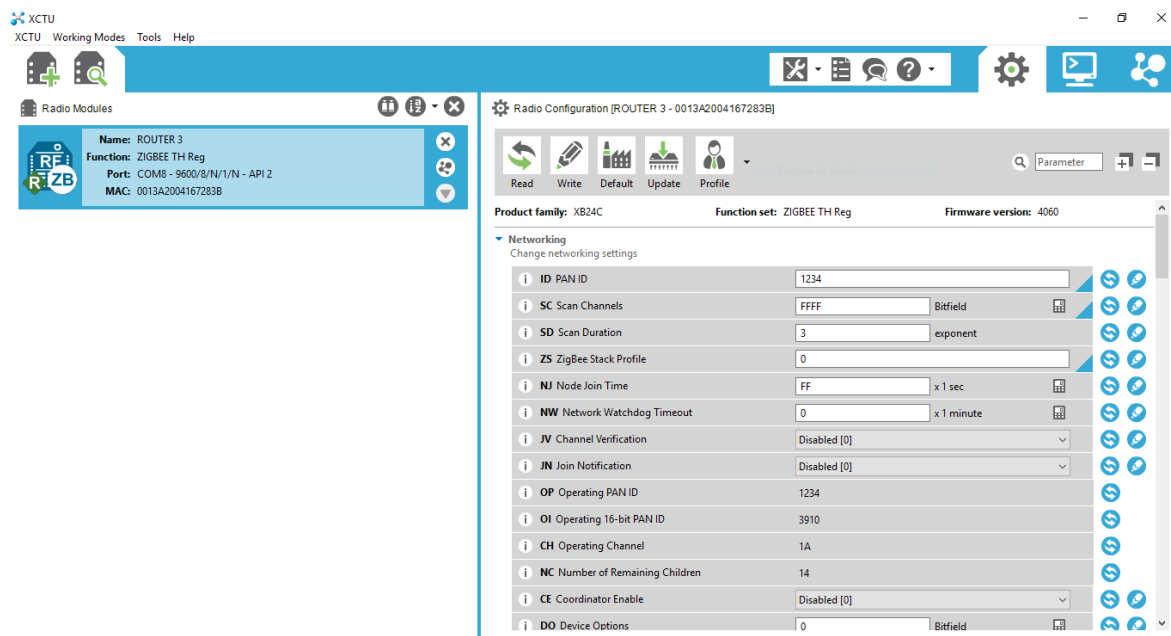 XCTU
XCTU Working Modes Tools Help
Radio Modules
Name: ROUTER 3
Function: ZIGBEE TH Reg
Port: COM8 - 9600/8/N/1/N - API 2
MAC: 0013A2004167283B
Radio Configuration [ROUTER 3 - 0013A2004167283B]
Read Write Default Update Profile
Parameter
Product family: XB24C Function set: ZIGBEE TH Reg Firmware version: 4060
Networking
Change networking settings
i ID PAN ID 1234
i SC Scan Channels FFFF Bitfield
i SD Scan Duration 3 exponent
i ZS ZigBee Stack Profile 0
i NJ Node Join Time FF x 1 sec
i NW Network Watchdog Timeout 0 x 1 minute
i JV Channel Verification Disabled [0]
i JN Join Notification Disabled [0]
i OP Operating PAN ID 1234
i OI Operating 16-bit PAN ID 3910
i CH Operating Channel 1A
i NC Number of Remaining Children 14
i CE Coordinator Enable Disabled [0]
i DO Device Options 0 Bitfield